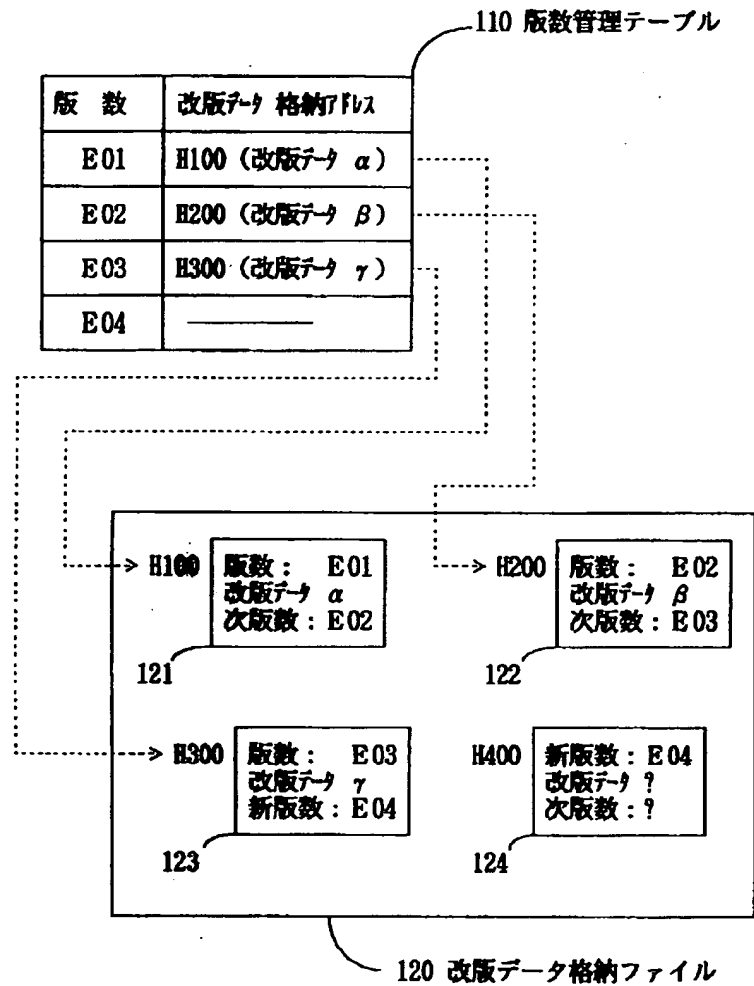 110 版数管理テーブル
版 数 改版データ 格納アドレス
E01 H100 (改版データ α)
E02 H200 (改版データ β)
E03 H300 (改版データ γ)
E04
H100 版数: E01
改版データ α
次版数:E02
121
H200 版数: E02
改版データ β
次版数:E03
122
H300 版数: E03
改版データ γ
新版数:E04
123
H400 新版数:E04
改版データ ?
次版数:?
124
120 改版データ格納ファイル